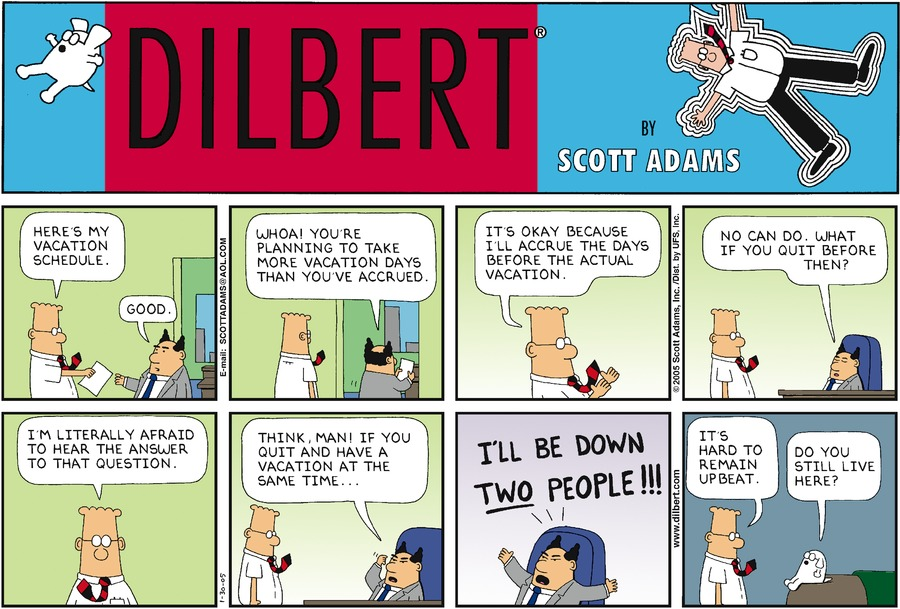 DILBERT®
BY
SCOTT ADAMS
HERE'S MY
VACATION
SCHEDULE.
GOOD.
E-mail: SCOTTADAMS@AOL.COM
WHOA! YOU'RE
PLANNING TO TAKE
MORE VACATION DAYS
THAN YOU'VE ACCRUED.
IT'S OKAY BECAUSE
I'LL ACCRUE THE DAYS
BEFORE THE ACTUAL
VACATION.
© 2005 Scott Adams, Inc./Dist. by UFS, Inc.
NO CAN DO. WHAT
IF YOU QUIT BEFORE
THEN?
I'M LITERALLY AFRAID
TO HEAR THE ANSWER
TO THAT QUESTION.
1-30-05
THINK, MAN! IF YOU
QUIT AND HAVE A
VACATION AT THE
SAME TIME...
I'LL BE DOWN
TWO PEOPLE!!!
www.dilbert.com
IT'S
HARD TO
REMAIN
UPBEAT.
DO YOU
STILL LIVE
HERE?